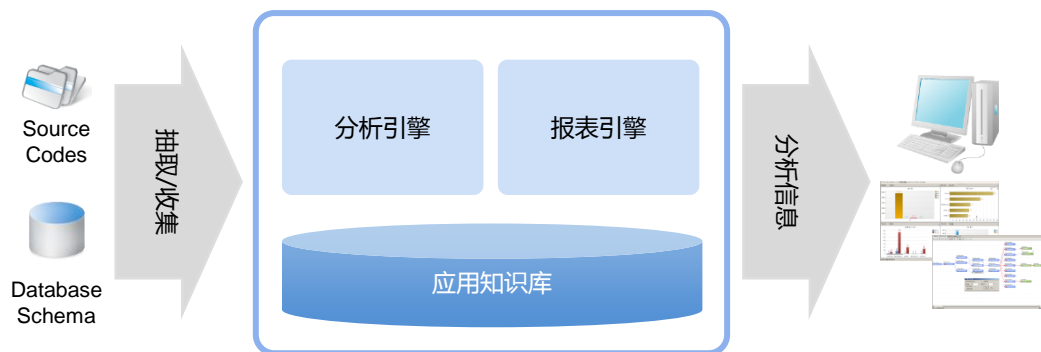 Source
Codes
Database
Schema
抽取/收集
分析引擎
报表引擎
应用知识库
分析信息